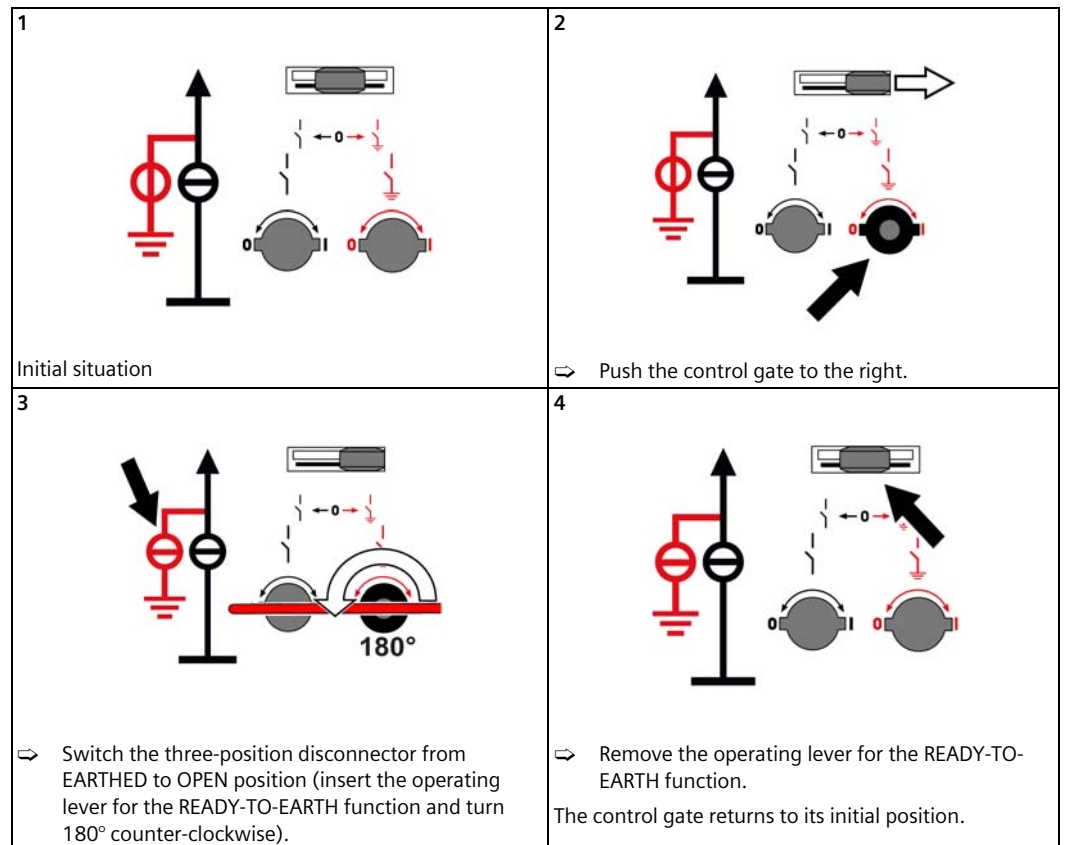 1
← 0 →
0 I 0 I
Initial situation
2
← 0 →
0 I 0 I
⇨ Push the control gate to the right.
3
← 0 →
180°
⇨ Switch the three-position disconnector from
EARTHED to OPEN position (insert the operating
lever for the READY-TO-EARTH function and turn
180° counter-clockwise).
4
← 0 →
0 I 0 I
⇨ Remove the operating lever for the READY-TO-
EARTH function.
The control gate returns to its initial position.